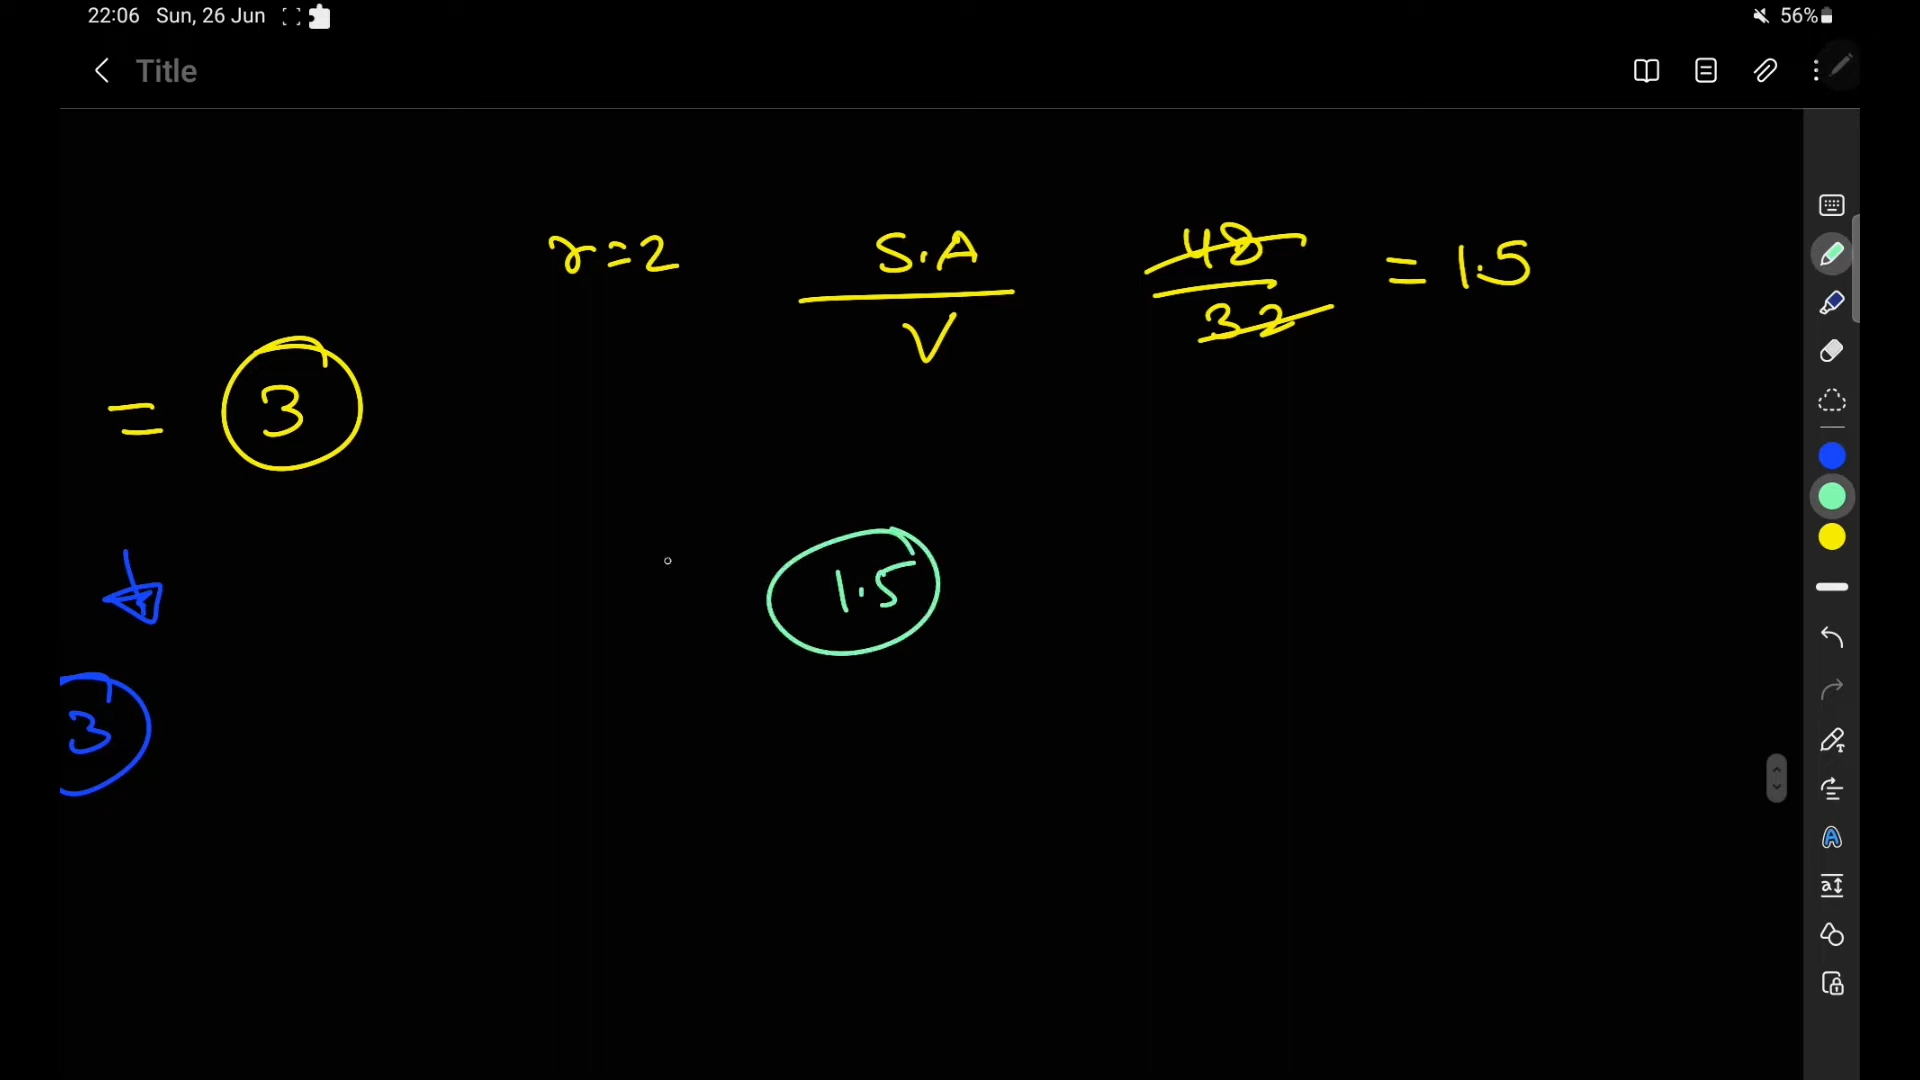 22:06 Sun, 26 Jun
56%
Title
r=2 S.A 48 = 1.5
V 32
= 3
1.5
3